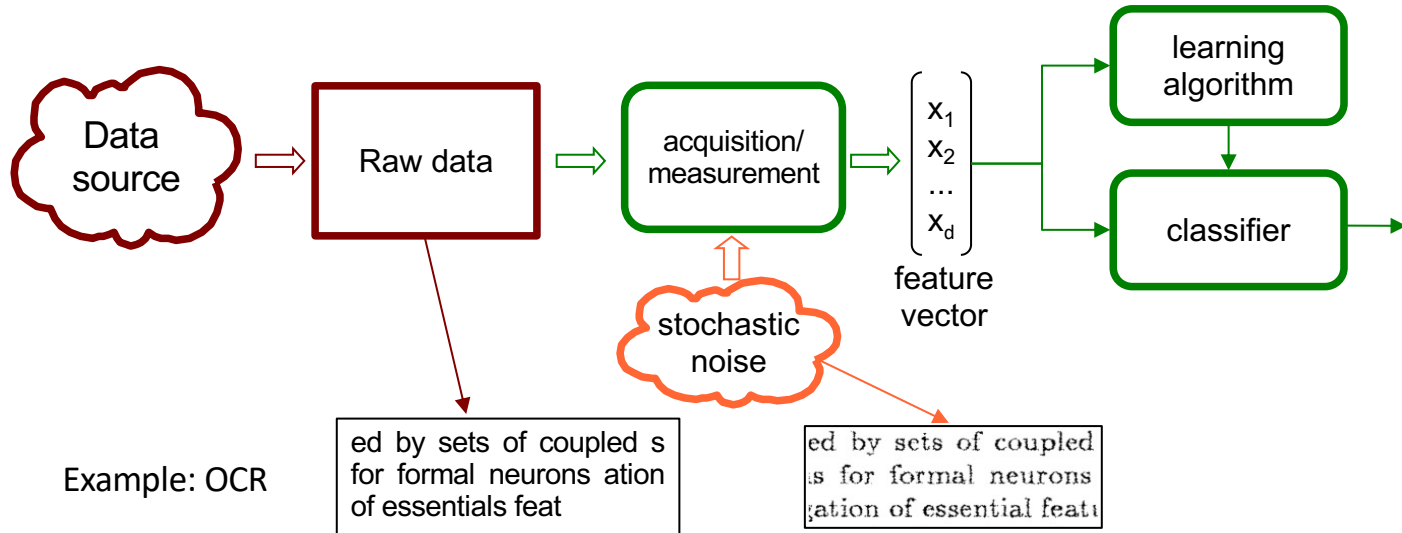 Data
source
Raw data
acquisition/
measurement
x1
x2
...
xd
feature
vector
learning
algorithm
classifier
stochastic
noise
Example: OCR
ed by sets of coupled s
for formal neurons ation
of essentials feat
ed by sets of coupled
s for formal neurons
gation of essential featu